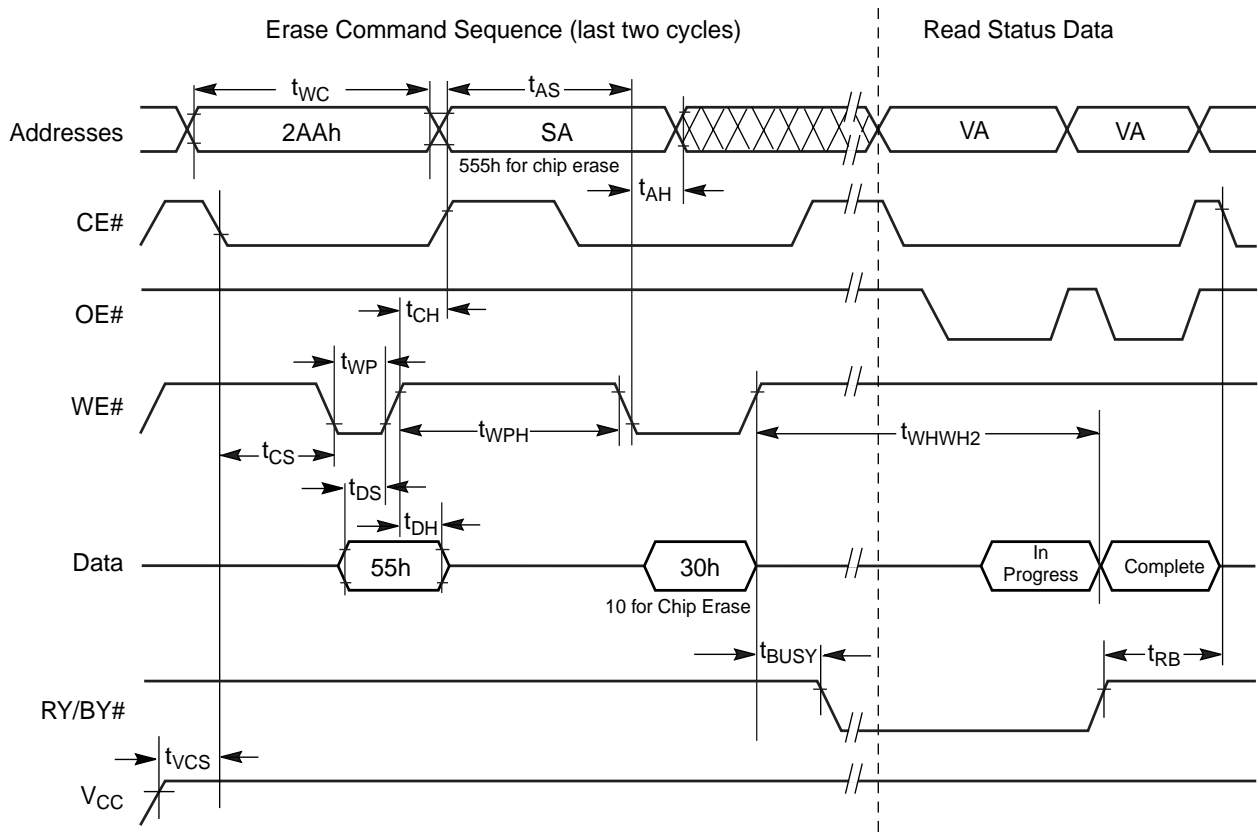 Erase Command Sequence (last two cycles)
Read Status Data
tWC
tAS
Addresses
2AAh
SA
VA
VA
555h for chip erase
tAH
CE#
OE#
tCH
tWP
WE#
tWPH
tWHWH2
tCS
tDS
tDH
Data
55h
30h
In
Progress
Complete
10 for Chip Erase
tBUSY
tRB
RY/BY#
tVCS
VCC